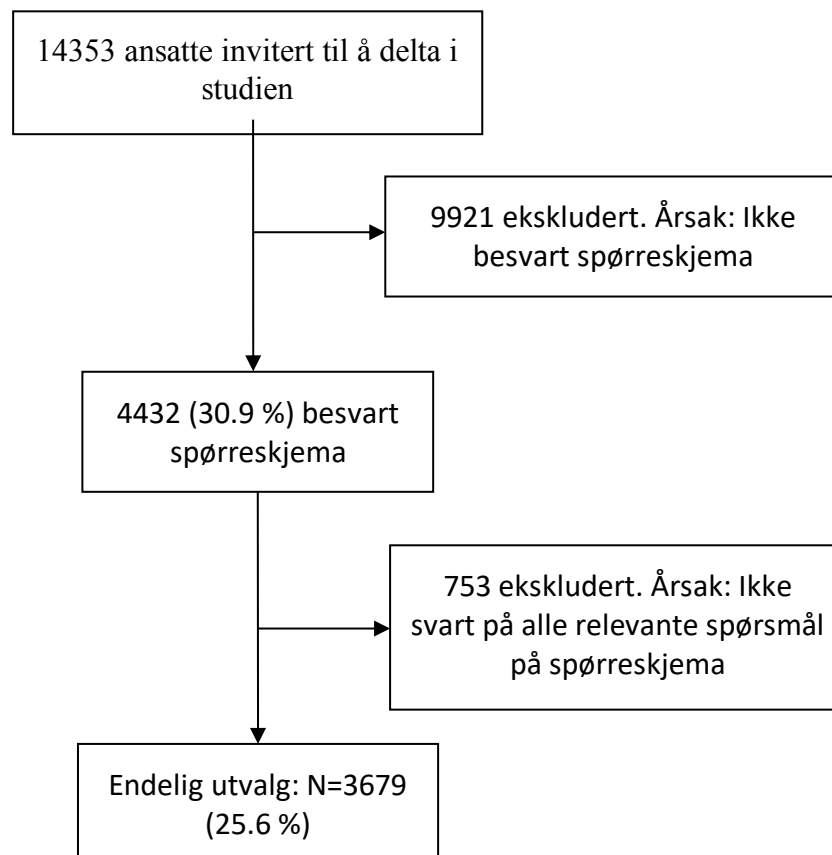 14353 ansatte invitert til å delta i
studien
9921 ekskludert. Årsak: Ikke
besvart spørreskjema
4432 (30.9 %) besvart
spørreskjema
753 ekskludert. Årsak: Ikke
svart på alle relevante spørsmål
på spørreskjema
Endelig utvalg: N=3679
(25.6 %)